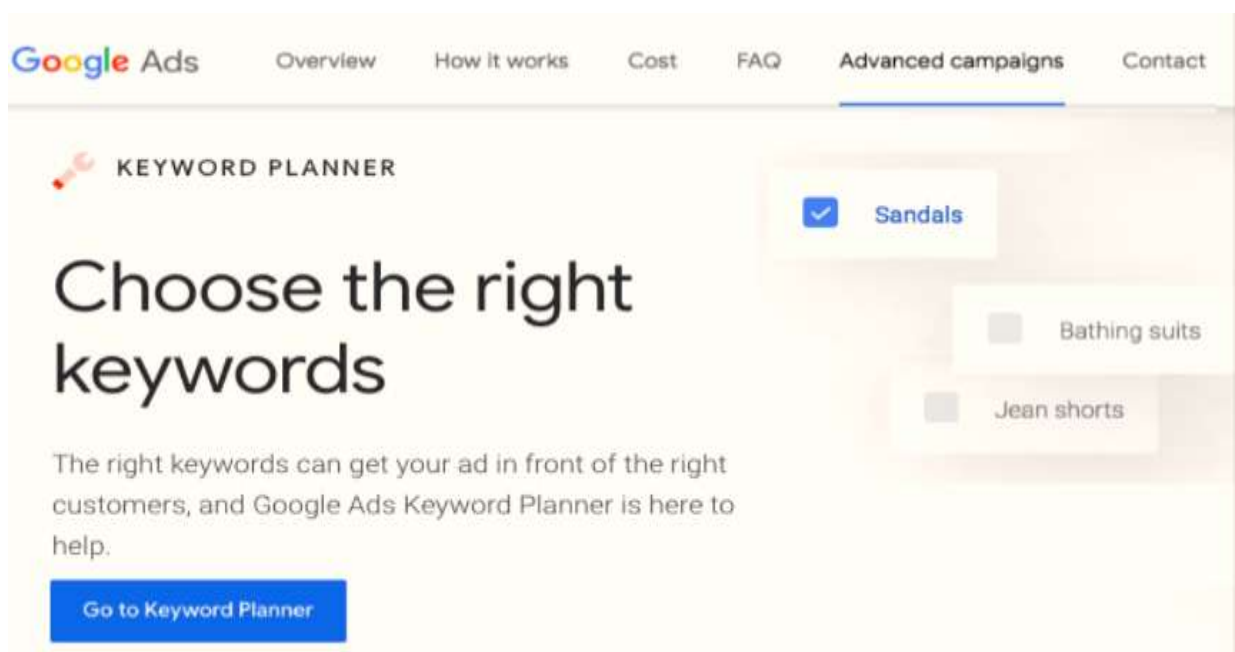 Google Ads Overview How it works Cost FAQ Advanced campaigns Contact
KEYWORD PLANNER
Choose the right
keywords
The right keywords can get your ad in front of the right
customers, and Google Ads Keyword Planner is here to
help.
Go to Keyword Planner
Sandals
Bathing suits
Jean shorts